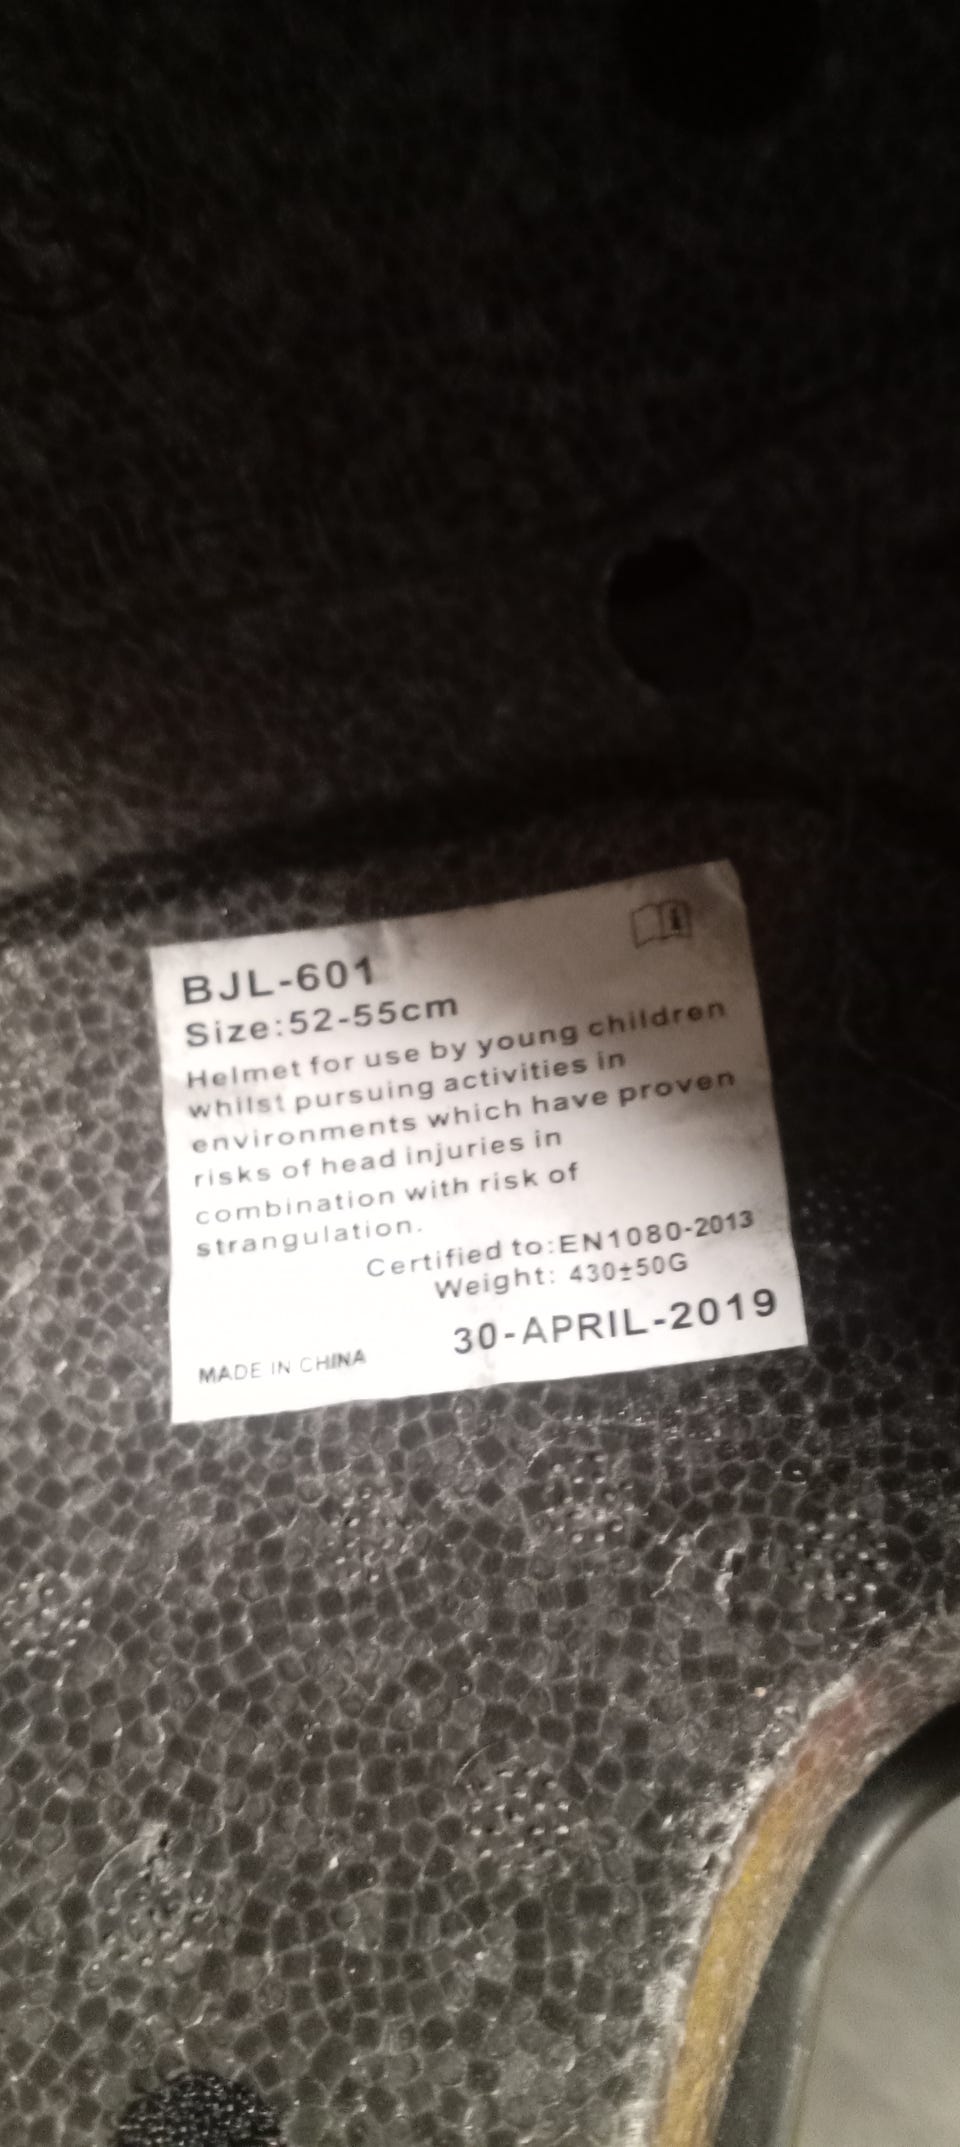 BJL-601
Size:52-55cm
Helmet for use by young children
whilst pursuing activities in
environments which have proven
risks of head injuries in
combination with risk of
strangulation.
Certified to:EN1080-2013
Weight: 430±50G
30-APRIL-2019
MADE IN CHINA